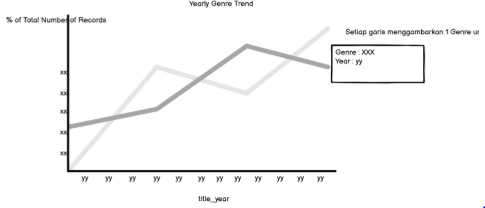 Yearly Genre Trend
% of Total Number of Records
Setiap garis menggambarkan 1 Genre
Genre : XXX
Year : yy
xx
xx
xx
xx
xx
yy yy yy yy yy yy yy yy yy yy yy yy
title_year